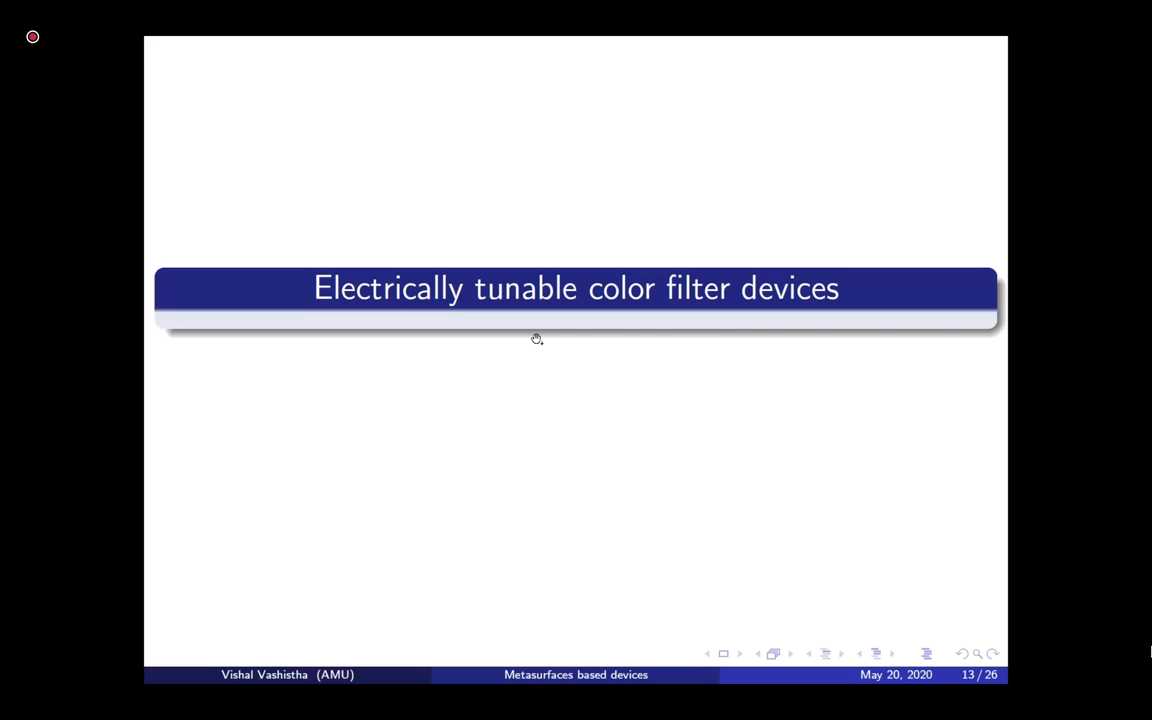 Electrically tunable color filter devices
Vishal Vashistha (AMU)
Metasurfaces based devices
May 20, 2020
13 / 26